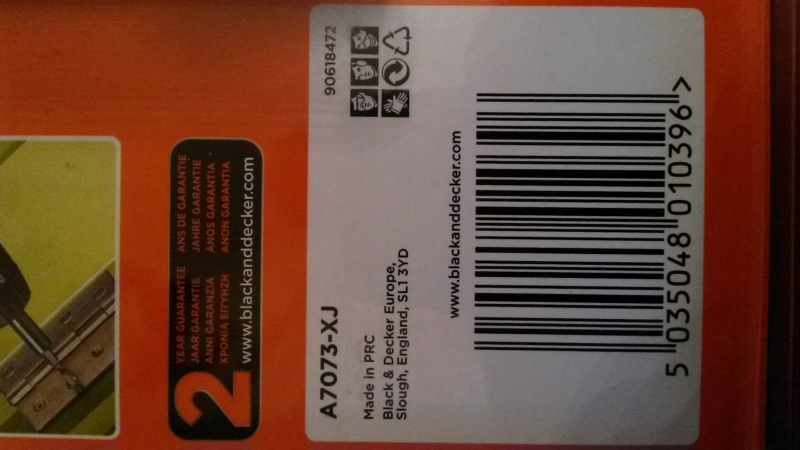 2
YEAR GUARANTEE ANS DE GARANTIE
JAAR GARANTIE JAHRE GARANTIE
ANNI GARANZIA ANOS GARANTIA
ΧΡΟΝΙΑ ΕΓΓΥΗΣΗ ANON GARANTIA
www.blackanddecker.com
A7073-XJ
90618472
Made in PRC
Black & Decker Europe,
Slough, England, SL1 3YD
www.blackanddecker.com
5 035048 010396 >